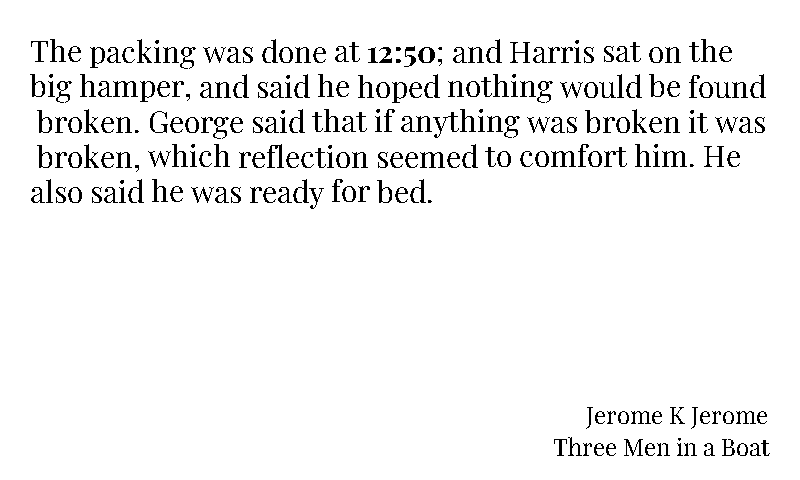 The packing was done at 12:50; and Harris sat on the
big hamper, and said he hoped nothing would be found
broken. George said that if anything was broken it was
broken, which reflection seemed to comfort him. He
also said he was ready for bed.
Jerome K Jerome
Three Men in a Boat